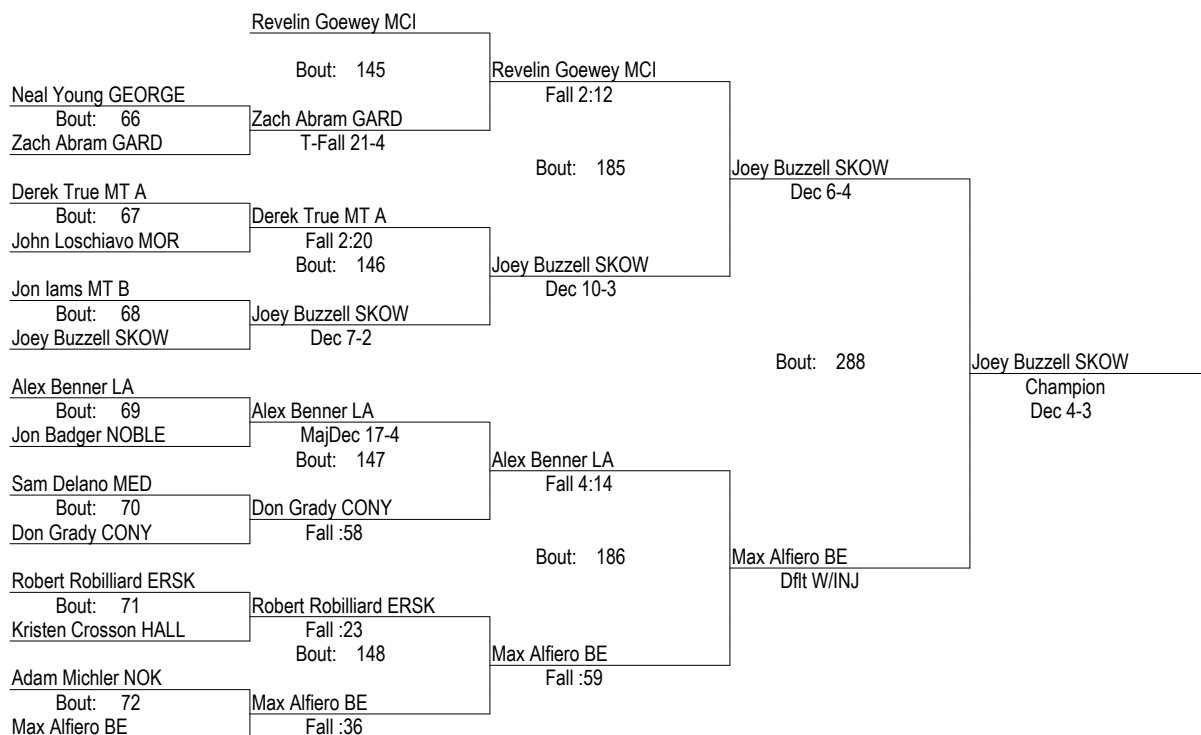 Revelin Goewey MCI
Bout: 145
Revelin Goewey MCI
Neal Young GEORGE
Fall 2:12
Bout: 66
Zach Abram GARD
Zach Abram GARD
T-Fall 21-4
Bout: 185
Joey Buzzell SKOW
Derek True MT A
Dec 6-4
Bout: 67
Derek True MT A
John Loschiavo MOR
Fall 2:20
Bout: 146
Joey Buzzell SKOW
Jon Iams MT B
Dec 10-3
Bout: 68
Joey Buzzell SKOW
Joey Buzzell SKOW
Dec 7-2
Bout: 288
Joey Buzzell SKOW
Alex Benner LA
Champion
Bout: 69
Alex Benner LA
Dec 4-3
Jon Badger NOBLE
MajDec 17-4
Bout: 147
Alex Benner LA
Sam Delano MED
Fall 4:14
Bout: 70
Don Grady CONY
Don Grady CONY
Fall :58
Bout: 186
Max Alfiero BE
Robert Robilliard ERSK
Dflt W/INJ
Bout: 71
Robert Robilliard ERSK
Kristen Crosson HALL
Fall :23
Bout: 148
Max Alfiero BE
Adam Michler NOK
Fall :59
Bout: 72
Max Alfiero BE
Max Alfiero BE
Fall :36